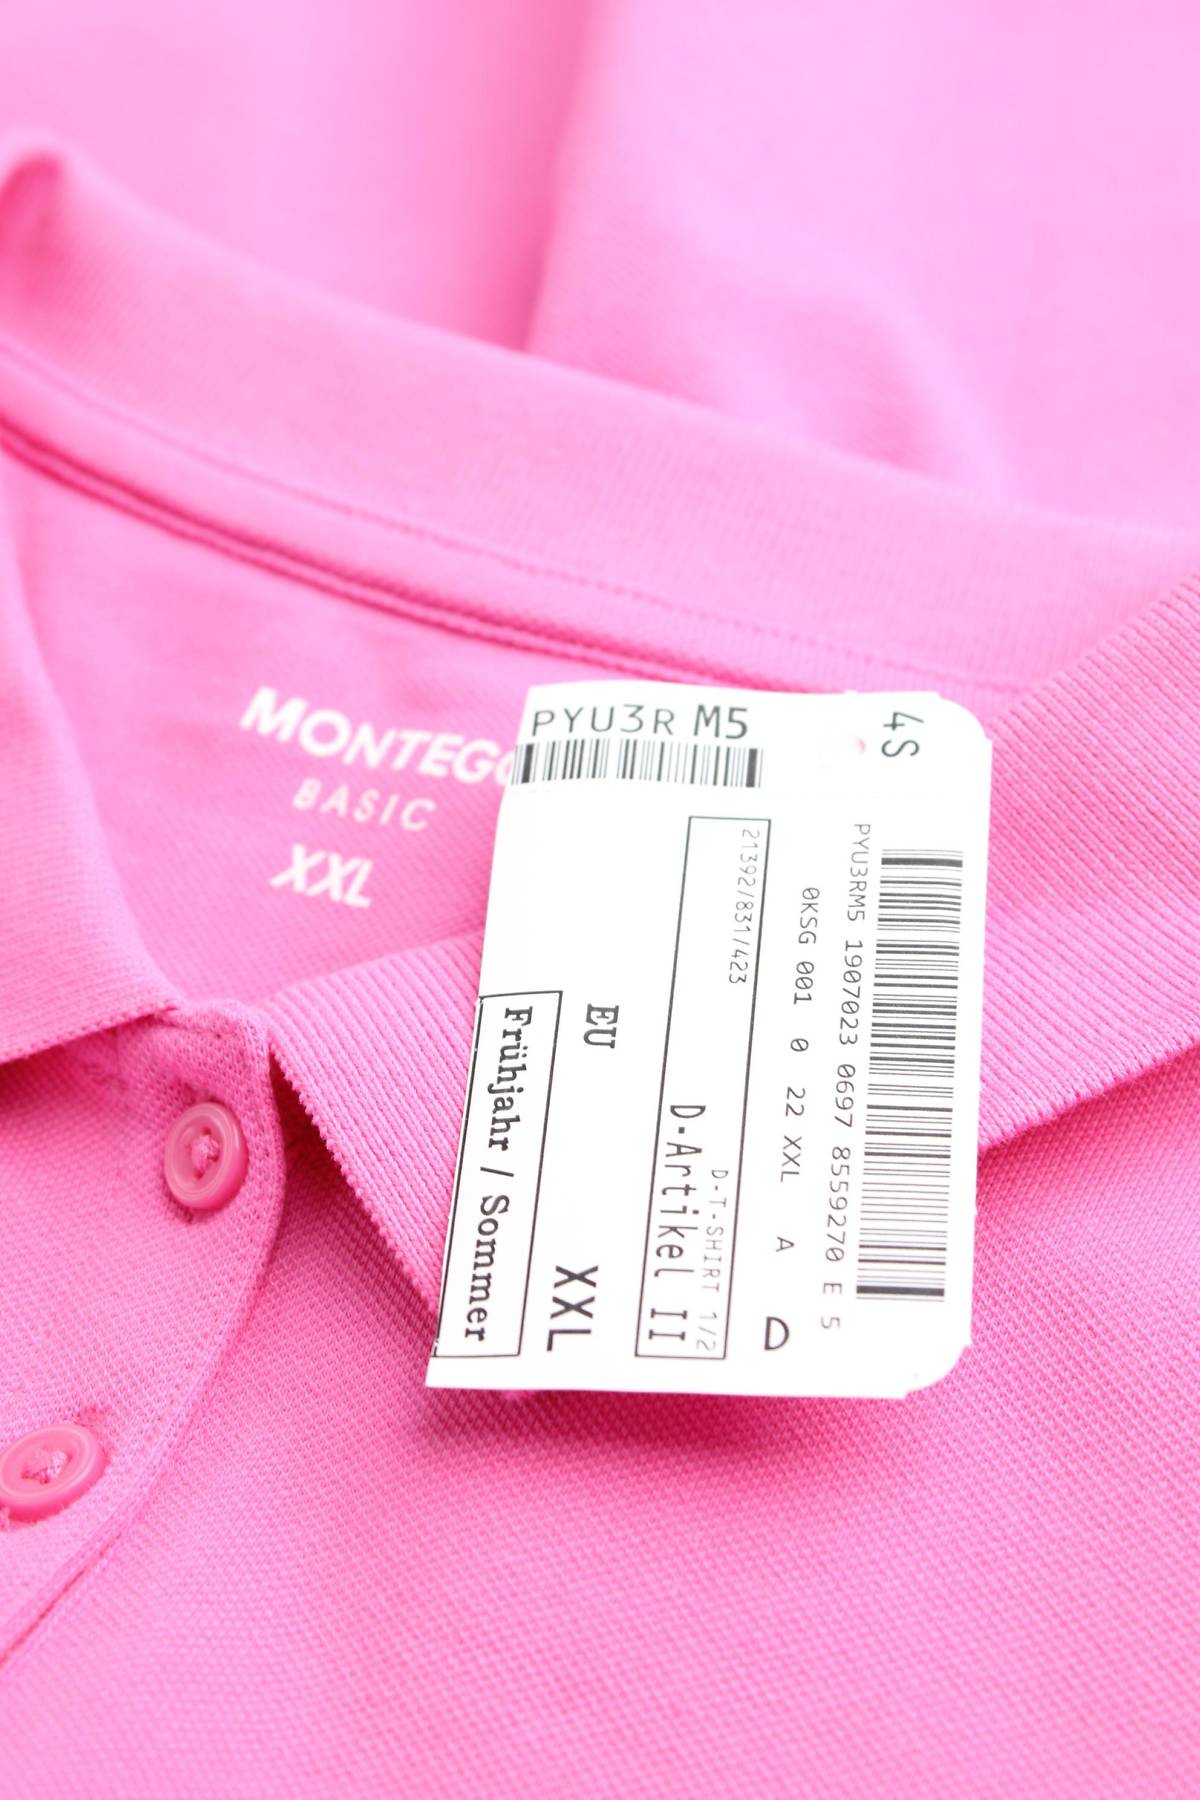 MONTEGO
BASIC
XXL
PYU3R M5
4S
PYU3RM5 1907023 0697 8559270 E 5
0KSG 001 0 22 XXL A D
21392/831/423
D-T-SHIRT 1/2
D-Artikel II
EU XXL
Frühjahr / Sommer